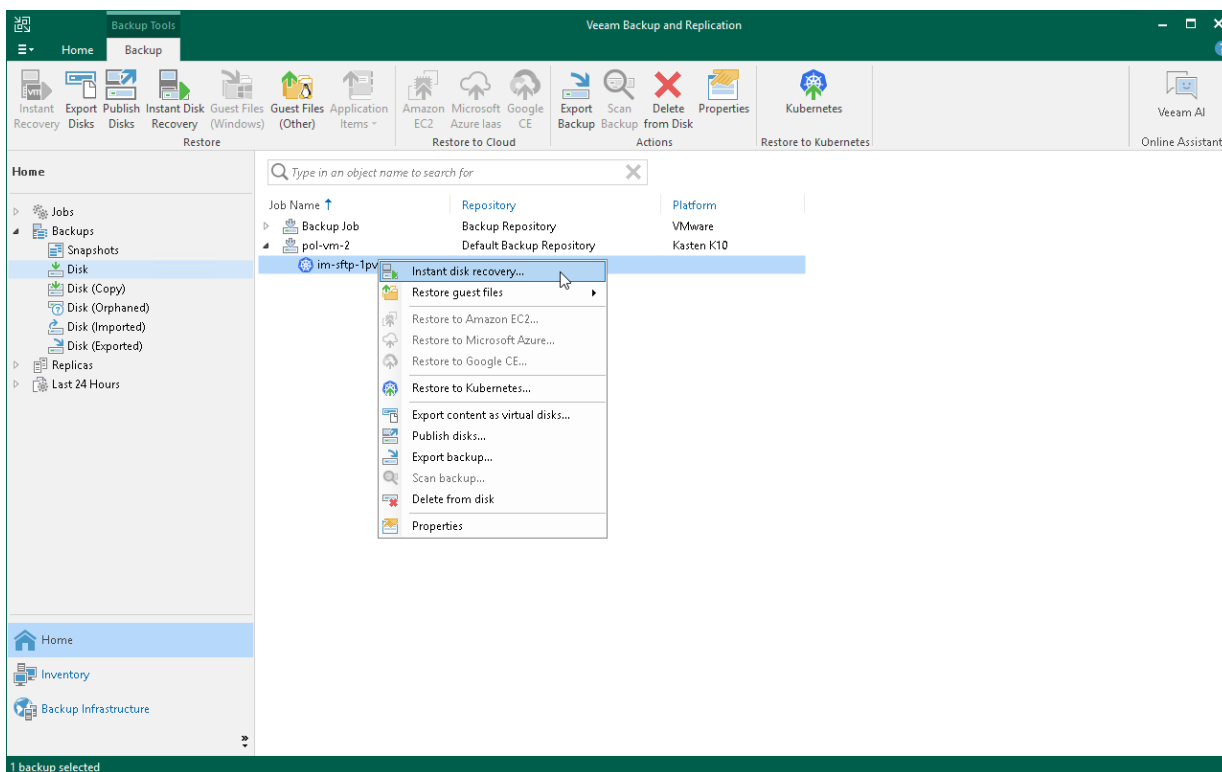 Backup Tools
Veeam Backup and Replication
Home Backup
Instant Recovery
Export Disks
Publish Disks
Instant Disk Recovery
Guest Files (Windows)
Guest Files (Other)
Application Items
Restore
Amazon EC2
Microsoft Azure Iaas
Google CE
Restore to Cloud
Export Backup
Scan Backup
Delete from Disk
Properties
Actions
Kubernetes
Restore to Kubernetes
Veeam AI
Online Assistant
Home
Type in an object name to search for
Jobs
Backups
Snapshots
Disk
Disk (Copy)
Disk (Orphaned)
Disk (Imported)
Disk (Exported)
Replicas
Last 24 Hours
Job Name Repository Platform
Backup Job Backup Repository VMware
pol-vm-2 Default Backup Repository Kasten K10
im-sftp-1pv
Instant disk recovery...
Restore guest files
Restore to Amazon EC2...
Restore to Microsoft Azure...
Restore to Google CE...
Restore to Kubernetes...
Export content as virtual disks...
Publish disks...
Export backup...
Scan backup...
Delete from disk
Properties
Home
Inventory
Backup Infrastructure
1 backup selected